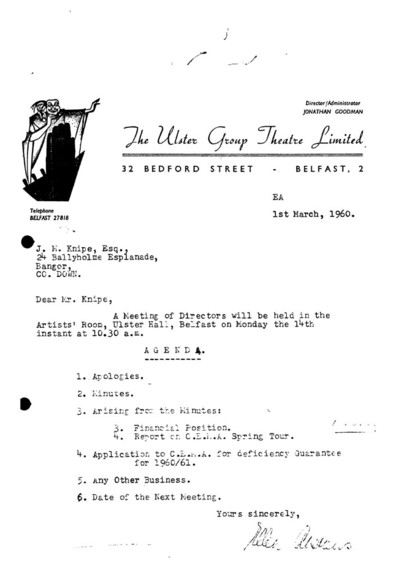 Director/Administrator
JONATHAN GOODMAN
The Ulster Group Theatre Limited
32 BEDFORD STREET - BELFAST, 2
Telephone
BELFAST 27818
EA
1st March, 1960.
J. M. Knipe, Esq.,
24 Ballyholme Esplanade,
Bangor,
CO. DOWN.
Dear Mr. Knipe,
A Meeting of Directors will be held in the
Artists' Room, Ulster Hall, Belfast on Monday the 14th
instant at 10.30 a.m.
A G E N D A.
1. Apologies.
2. Minutes.
3. Arising from the Minutes:
3. Financial Position.
4. Report on C.E.M.A. Spring Tour.
4. Application to C.E.M.A. for deficiency Guarantee
for 1960/61.
5. Any Other Business.
6. Date of the Next Meeting.
Yours sincerely,